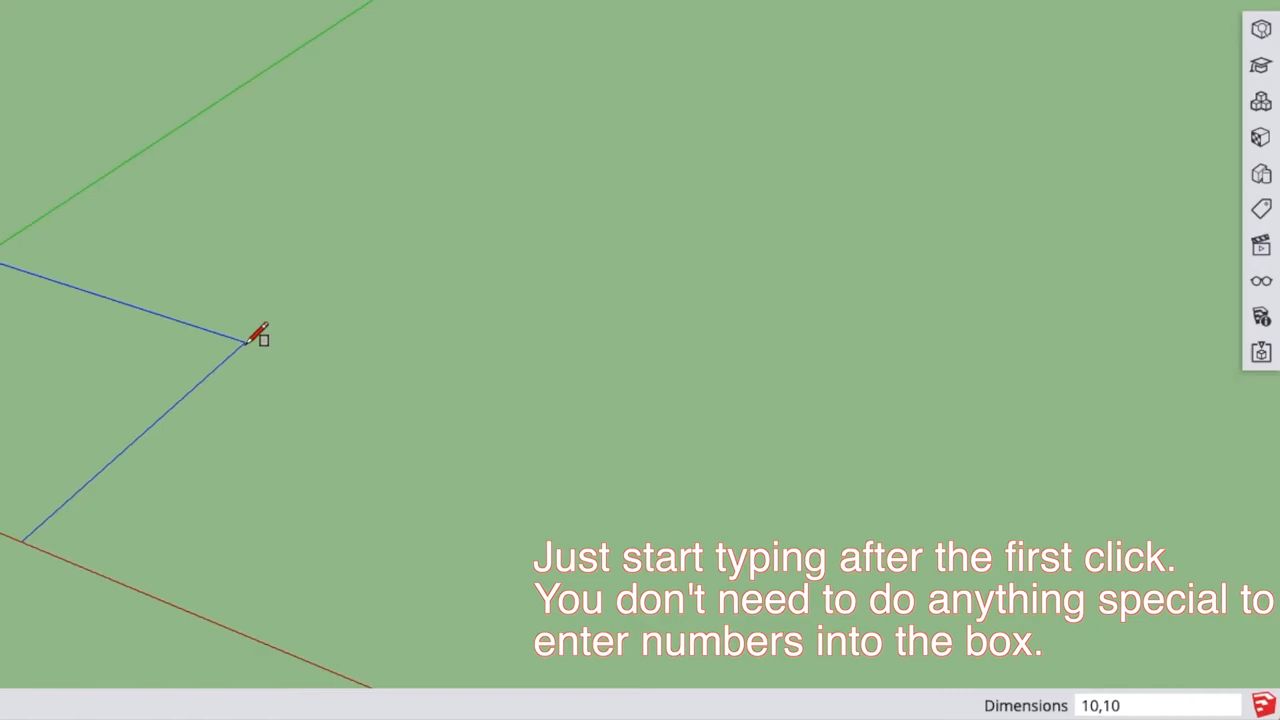 Just start typing after the first click.
You don't need to do anything special to
enter numbers into the box.
Dimensions 10,10